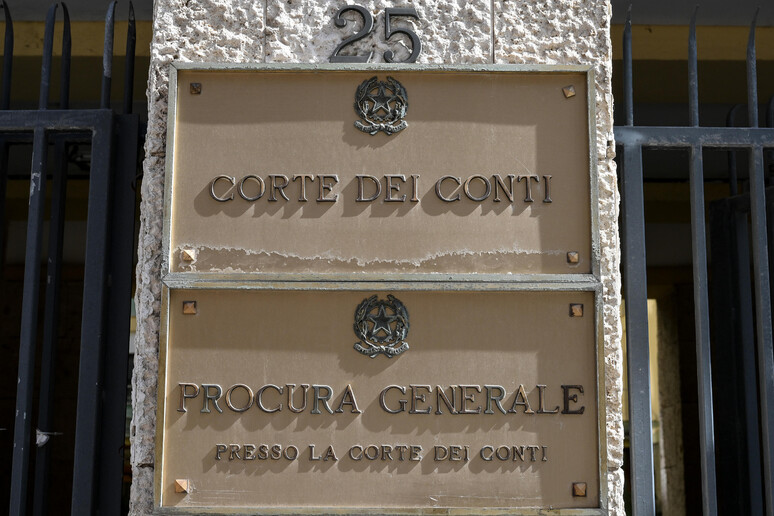 25
CORTE DEI CONTI
PROCURA GENERALE
PRESSO LA CORTE DEI CONTI